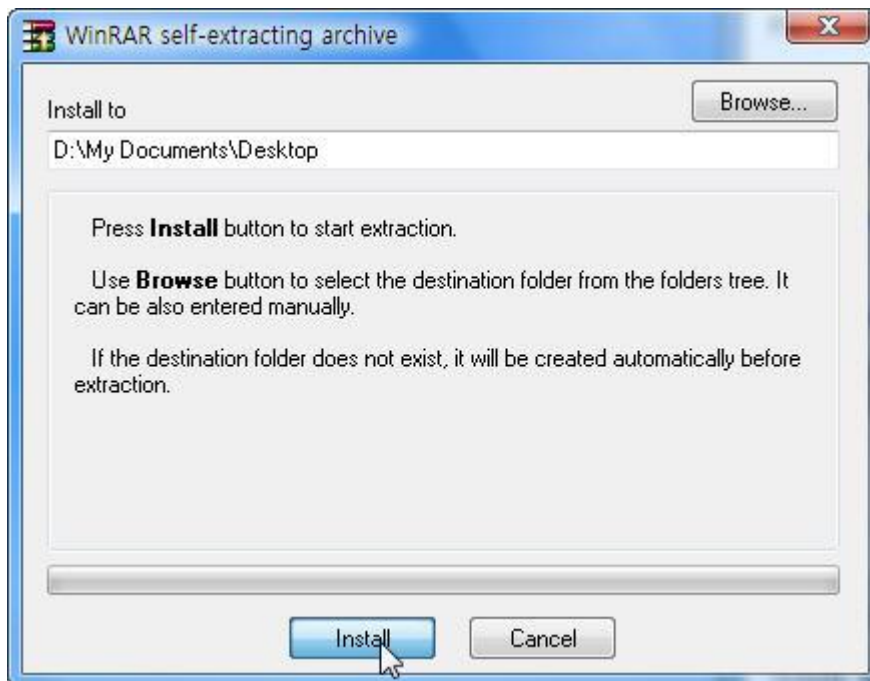 WinRAR self-extracting archive
Browse...
Install to
D:\My Documents\Desktop
Press Install button to start extraction.
Use Browse button to select the destination folder from the folders tree. It
can be also entered manually.
If the destination folder does not exist, it will be created automatically before
extraction.
Install
Cancel